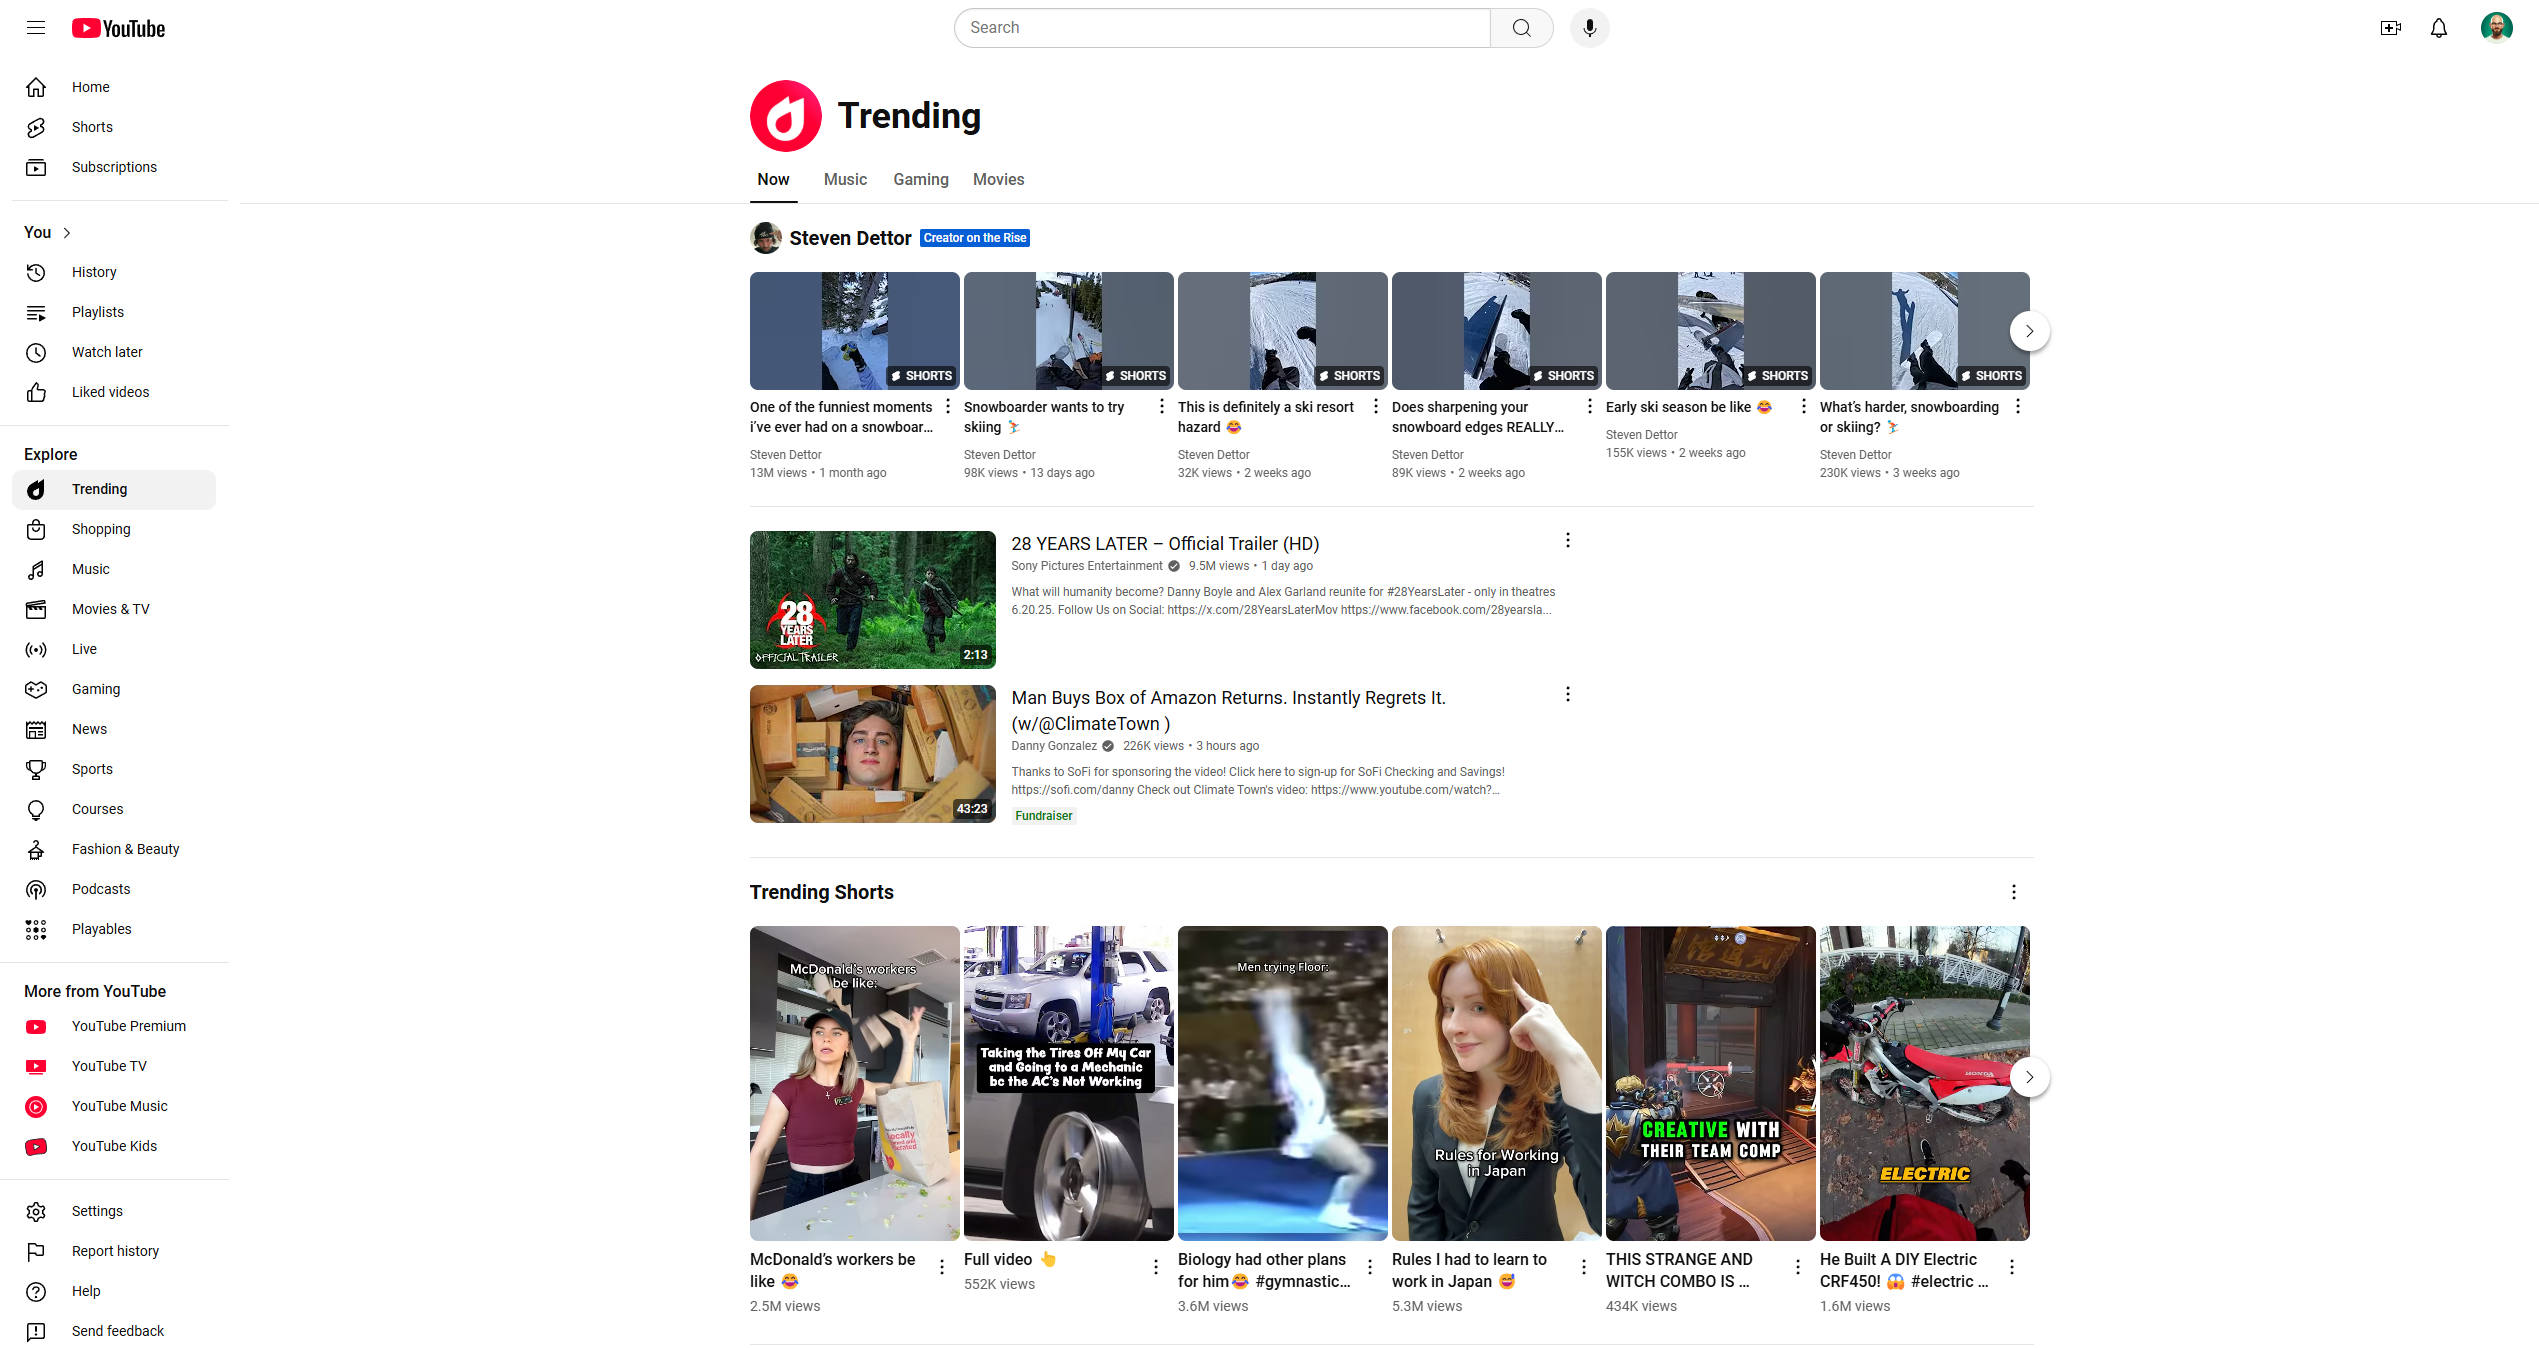 YouTube
Search
Home
Shorts
Subscriptions
You
History
Playlists
Watch later
Liked videos
Explore
Trending
Shopping
Music
Movies & TV
Live
Gaming
News
Sports
Courses
Fashion & Beauty
Podcasts
Playables
More from YouTube
YouTube Premium
YouTube TV
YouTube Music
YouTube Kids
Settings
Report history
Help
Send feedback
Trending
Now Music Gaming Movies
Steven Dettor Creator on the Rise
SHORTS
One of the funniest moments
i've ever had on a snowboar...
Steven Dettor
13M views • 1 month ago
SHORTS
Snowboarder wants to try
skiing 🏂
Steven Dettor
98K views • 13 days ago
SHORTS
This is definitely a ski resort
hazard 😂
Steven Dettor
32K views • 2 weeks ago
SHORTS
Does sharpening your
snowboard edges REALLY...
Steven Dettor
89K views • 2 weeks ago
SHORTS
Early ski season be like 😂
Steven Dettor
155K views • 2 weeks ago
SHORTS
What's harder, snowboarding
or skiing? 🏂
Steven Dettor
230K views • 3 weeks ago
28
YEARS
LATER
OFFICIAL TRAILER
2:13
28 YEARS LATER – Official Trailer (HD)
Sony Pictures Entertainment 9.5M views • 1 day ago
What will humanity become? Danny Boyle and Alex Garland reunite for #28YearsLater - only in theatres
6.20.25. Follow Us on Social: https://x.com/28YearsLaterMov https://www.facebook.com/28yearsla...
43:23
Man Buys Box of Amazon Returns. Instantly Regrets It.
(w/@ClimateTown )
Danny Gonzalez 226K views • 3 hours ago
Thanks to SoFi for sponsoring the video! Click here to sign-up for SoFi Checking and Savings!
https://sofi.com/danny Check out Climate Town's video: https://www.youtube.com/watch?...
Fundraiser
Trending Shorts
McDonald's workers
be like:
McDonald's workers be
like 😂
2.5M views
Taking the Tires Off My Car
and Going to a Mechanic
bc the AC's Not Working
Full video 👆
552K views
Men trying Floor:
Biology had other plans
for him😂 #gymnastic...
3.6M views
Rules for Working
in Japan
Rules I had to learn to
work in Japan 😅
5.3M views
CREATIVE WITH
THEIR TEAM COMP
THIS STRANGE AND
WITCH COMBO IS ...
434K views
HONDA
ELECTRIC
He Built A DIY Electric
CRF450! 😱 #electric ...
1.6M views